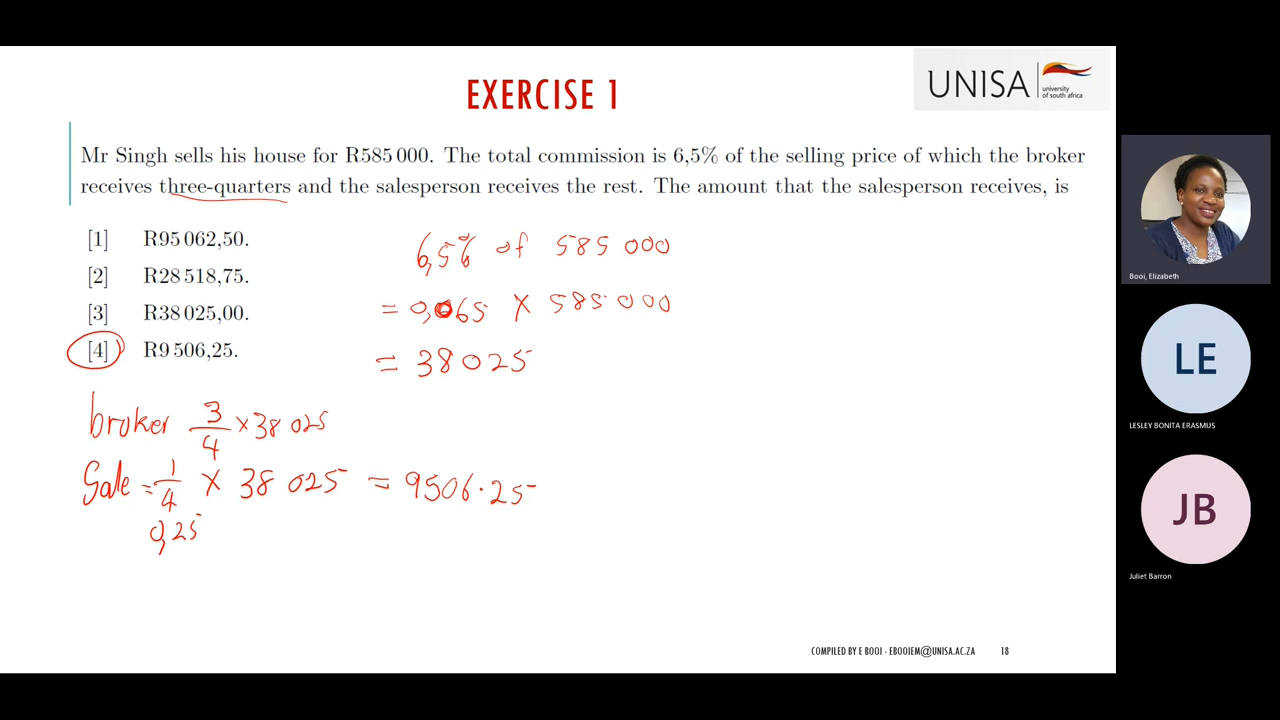 EXERCISE 1
UNISA
university
of south africa
Mr Singh sells his house for R585 000. The total commission is 6,5% of the selling price of which the broker
receives three-quarters and the salesperson receives the rest. The amount that the salesperson receives, is
[1] R95 062,50.
[2] R28 518,75.
[3] R38 025,00.
[4] R9 506,25.
6,5% of 585 000
= 0,065 × 585 000
= 38 025
broker 3/4 × 38 025
Sale = 1/4 × 38 025 = 9506.25
0,25
COMPILED BY E BOOI - EBOOIEM@UNISA.AC.ZA 18
Booi, Elizabeth
LE
LESLEY BONITA ERASMUS
JB
Juliet Barron